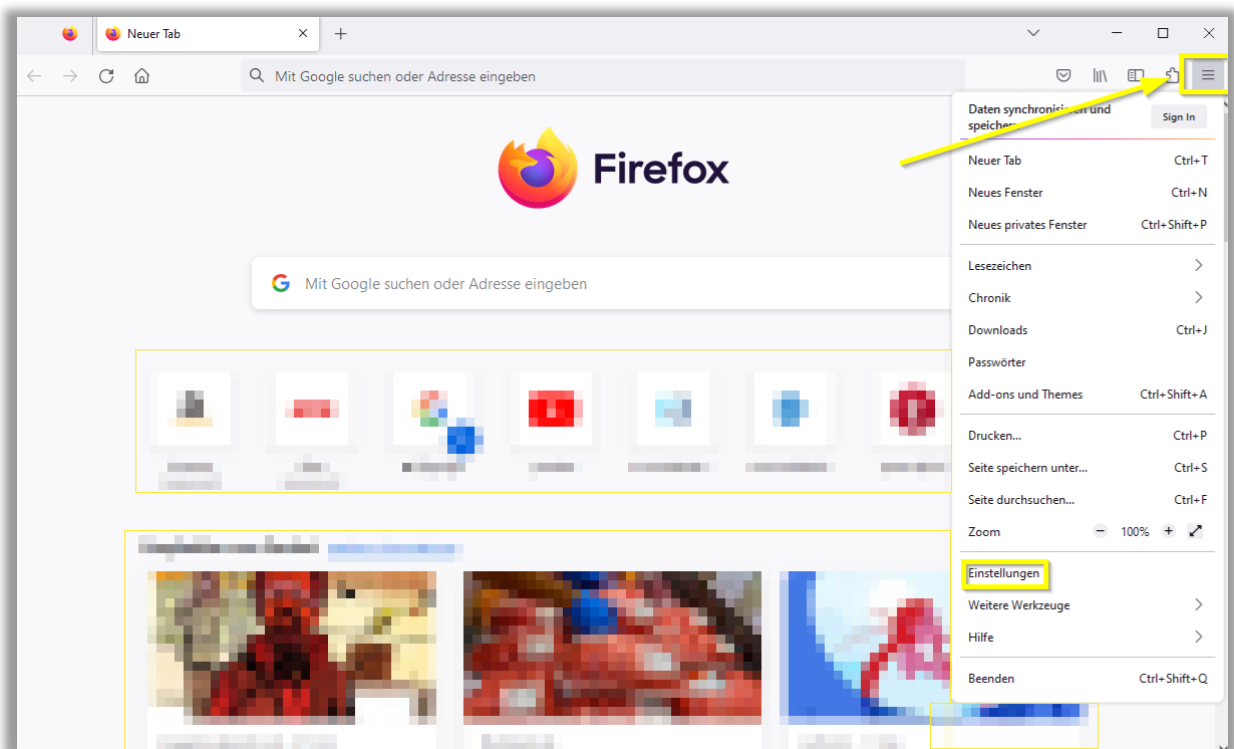 Neuer Tab
Mit Google suchen oder Adresse eingeben
Daten synchronisieren und
speichern
Sign In
Neuer Tab Ctrl+T
Neues Fenster Ctrl+N
Neues privates Fenster Ctrl+Shift+P
Firefox
Lesezeichen
Mit Google suchen oder Adresse eingeben
Chronik
Downloads Ctrl+J
Passwörter
Add-ons und Themes Ctrl+Shift+A
Drucken... Ctrl+P
Seite speichern unter... Ctrl+S
Seite durchsuchen... Ctrl+F
Zoom 100%
Einstellungen
Weitere Werkzeuge
Hilfe
Beenden Ctrl+Shift+Q